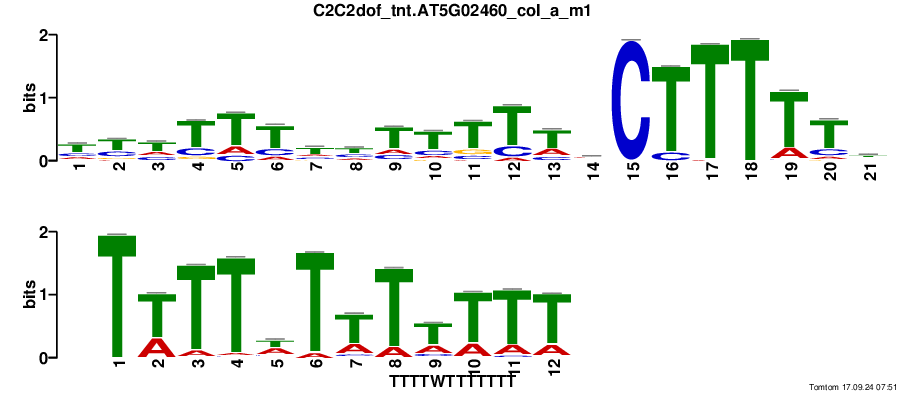 C2C2dof_tnt.AT5G02460_col_a_m1
bits
2
1
0
1 2 3 4 5 6 7 8 9 10 11 12 13 14 15 16 17 18 19 20 21
CTTTTT
bits
2
1
0
1 2 3 4 5 6 7 8 9 10 11 12
TTTTTTTTTTT
TTTTWTTTTTTT
Tomtom 17.09.24 07:51